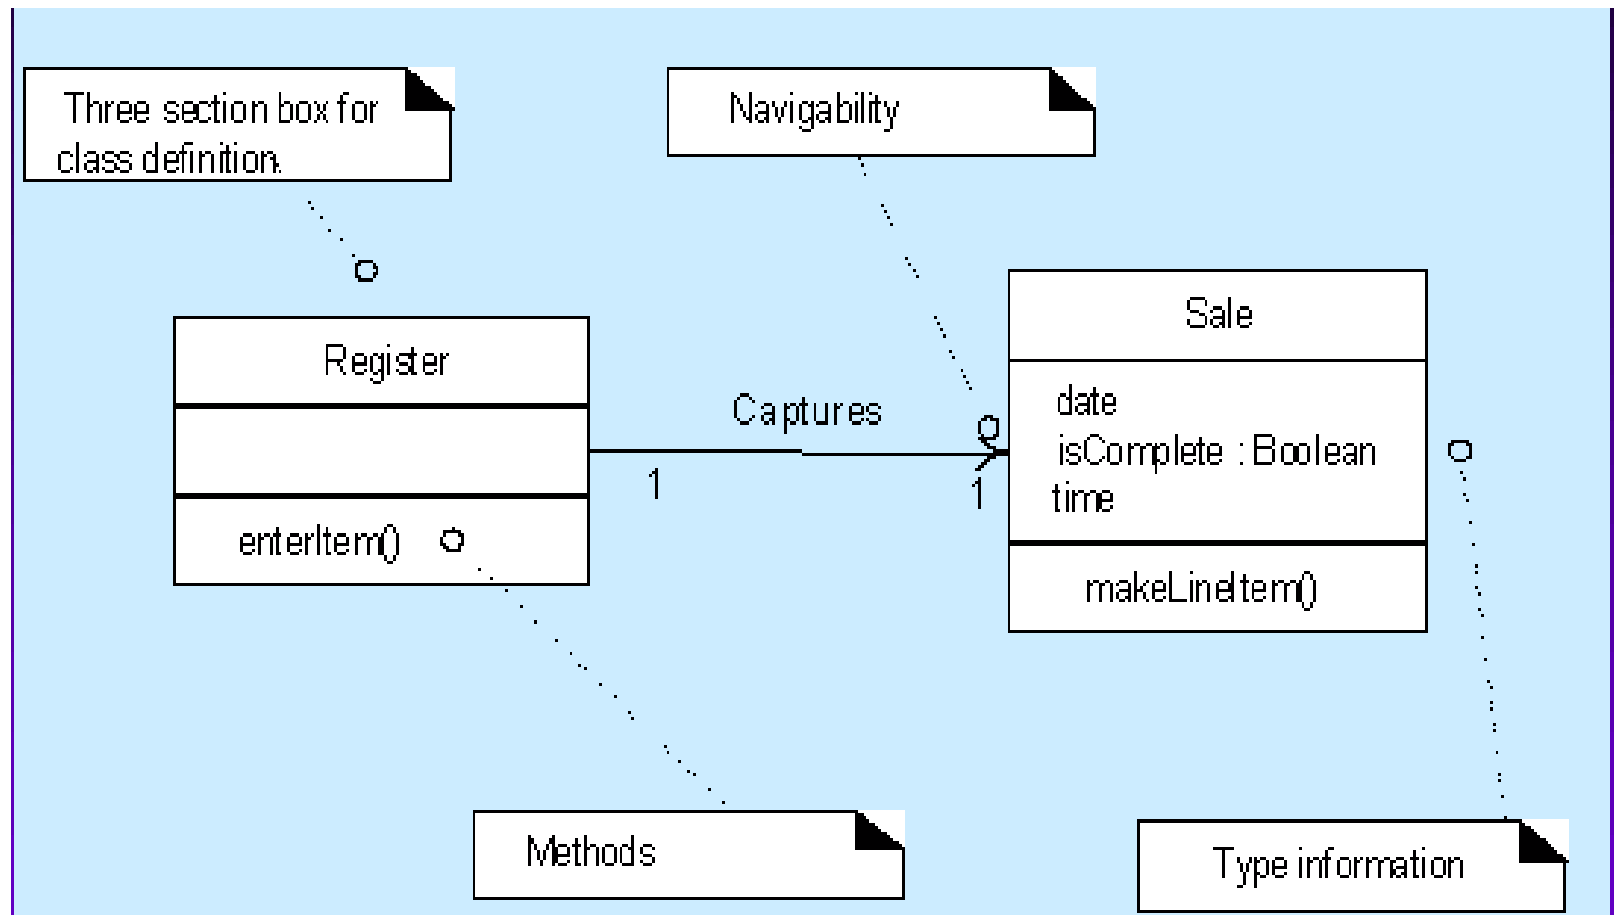 Three section box for
class definition.
Navigability
Register
enterItem()
Captures
1
1
Sale
date
isComplete : Boolean
time
makeLineItem()
Methods
Type information